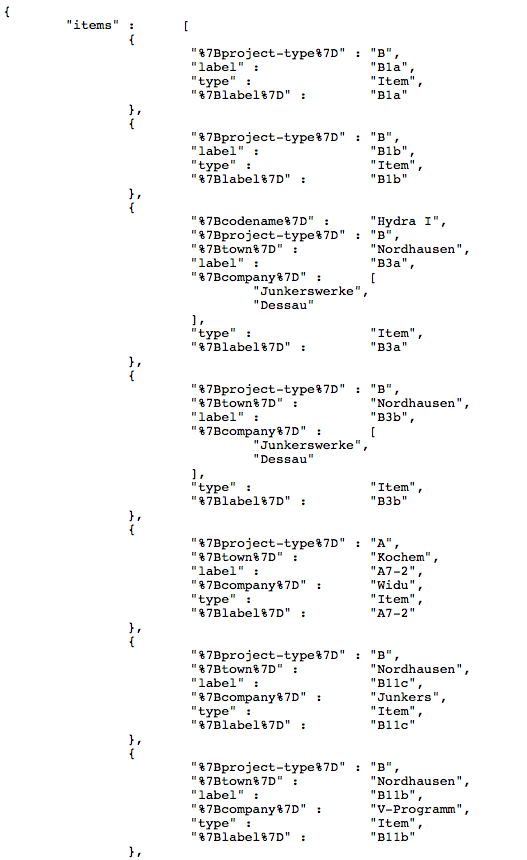 {
"items" : [
{
"%7Bproject-type%7D" : "B",
"label" : "B1a",
"type" : "Item",
"%7Blabel%7D" : "B1a"
},
{
"%7Bproject-type%7D" : "B",
"label" : "B1b",
"type" : "Item",
"%7Blabel%7D" : "B1b"
},
{
"%7Bcodename%7D" : "Hydra I",
"%7Bproject-type%7D" : "B",
"%7Btown%7D" : "Nordhausen",
"label" : "B3a",
"%7Bcompany%7D" : [
"Junkerswerke",
"Dessau"
],
"type" : "Item",
"%7Blabel%7D" : "B3a"
},
{
"%7Bproject-type%7D" : "B",
"%7Btown%7D" : "Nordhausen",
"label" : "B3b",
"%7Bcompany%7D" : [
"Junkerswerke",
"Dessau"
],
"type" : "Item",
"%7Blabel%7D" : "B3b"
},
{
"%7Bproject-type%7D" : "A",
"%7Btown%7D" : "Kochem",
"label" : "A7-2",
"%7Bcompany%7D" : "Widu",
"type" : "Item",
"%7Blabel%7D" : "A7-2"
},
{
"%7Bproject-type%7D" : "B",
"%7Btown%7D" : "Nordhausen",
"label" : "B11c",
"%7Bcompany%7D" : "Junkers",
"type" : "Item",
"%7Blabel%7D" : "B11c"
},
{
"%7Bproject-type%7D" : "B",
"%7Btown%7D" : "Nordhausen",
"label" : "B11b",
"%7Bcompany%7D" : "V-Programm",
"type" : "Item",
"%7Blabel%7D" : "B11b"
},